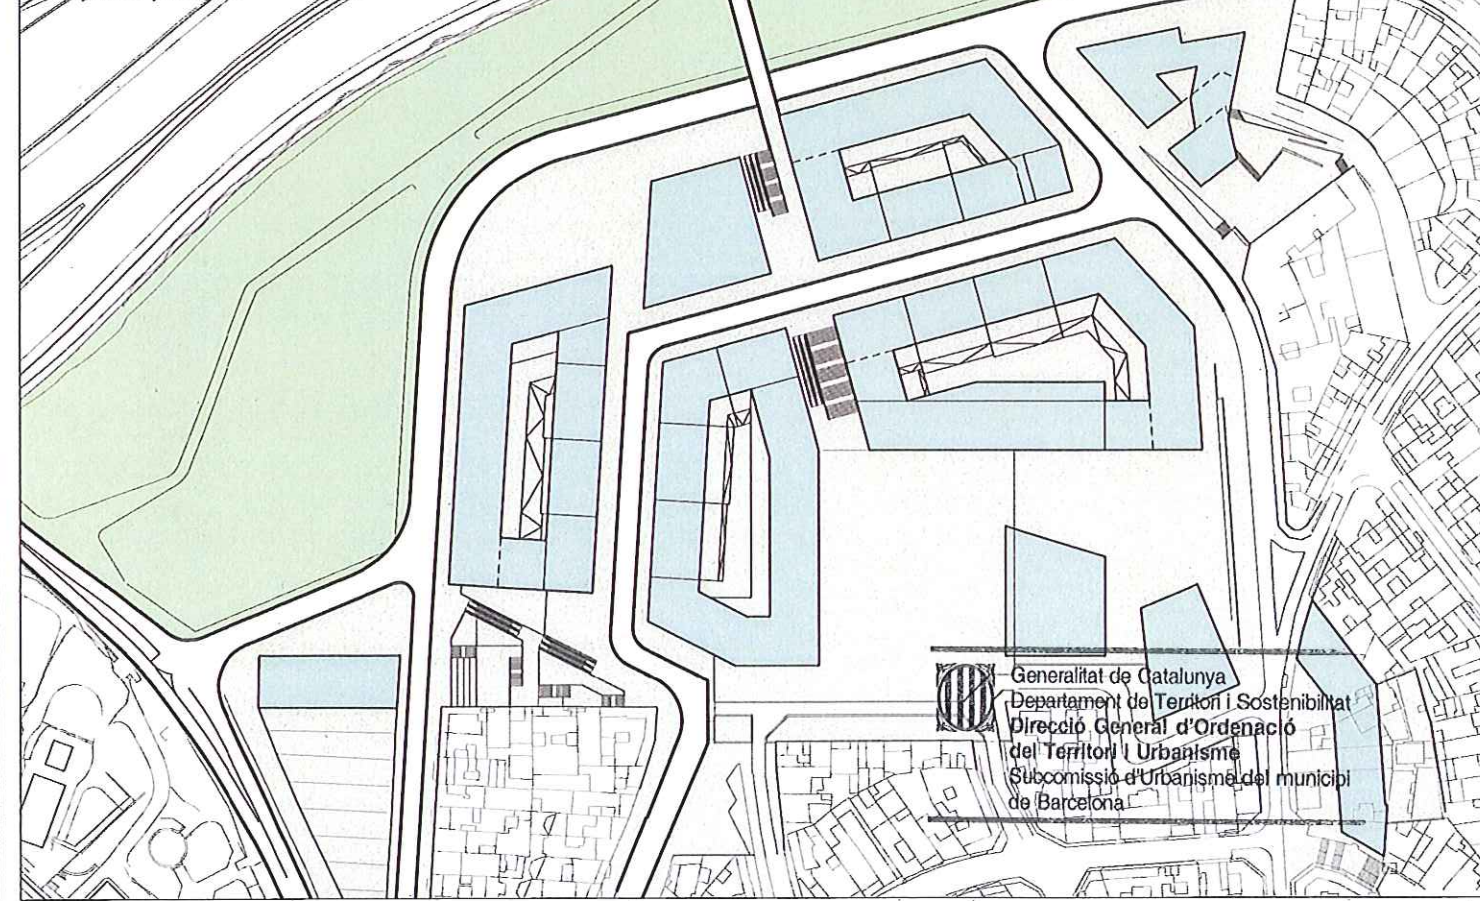 Generalitat de Catalunya
Departament de Territori i Sostenibilitat
Direcció General d'Ordenació
del Territori i Urbanisme
Subcomissió d'Urbanisme del municipi
de Barcelona